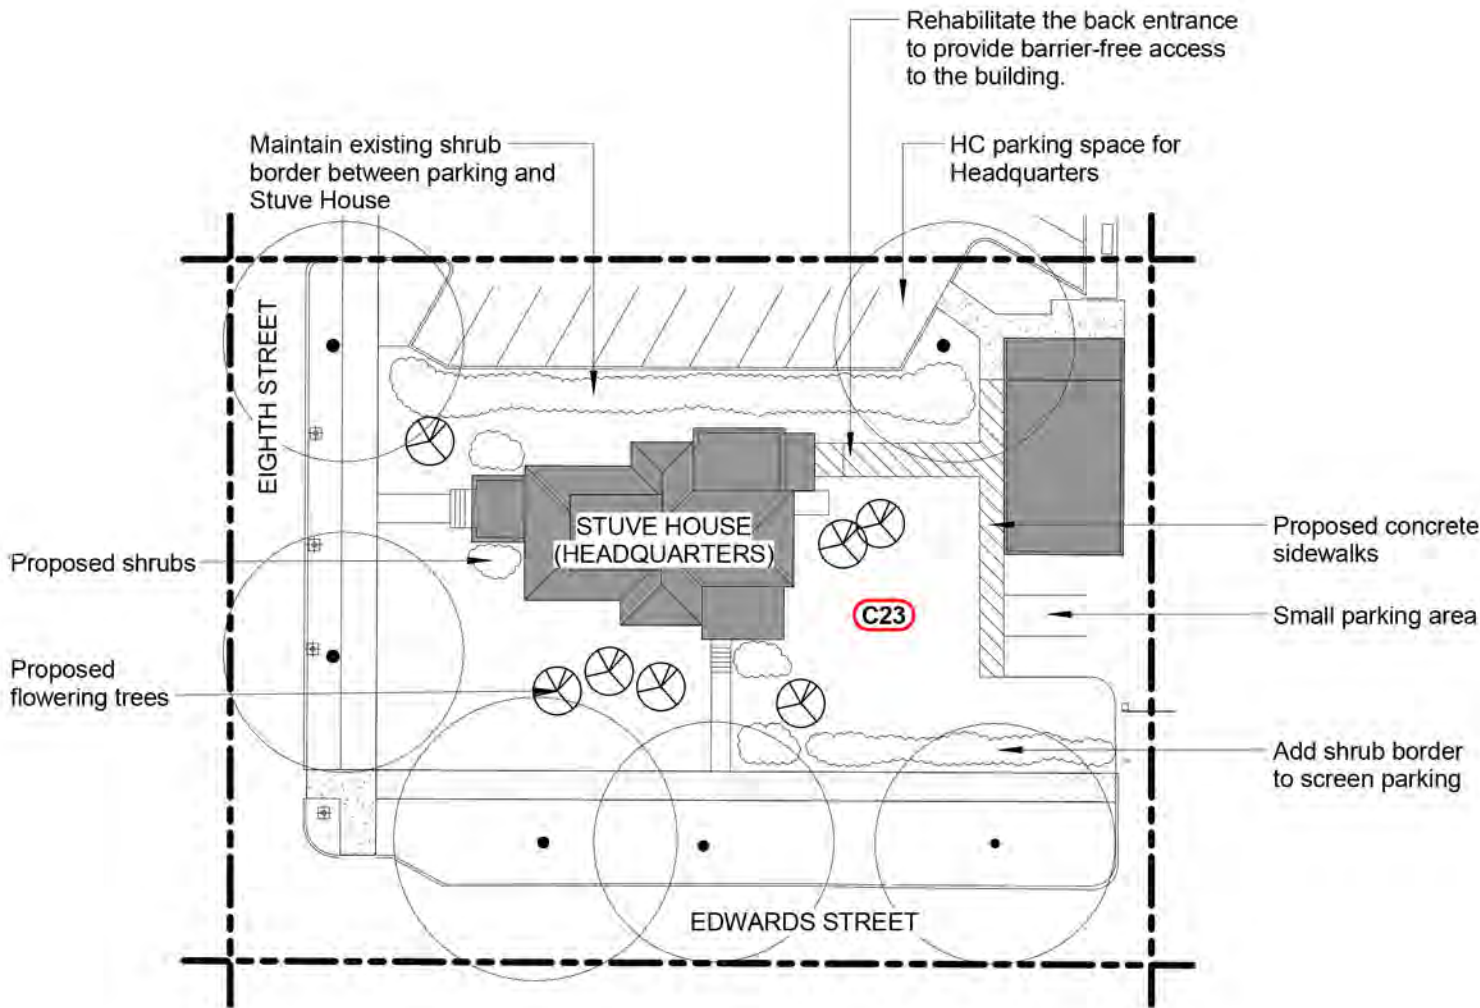 Rehabilitate the back entrance
to provide barrier-free access
to the building.
Maintain existing shrub
border between parking and
Stuve House
HC parking space for
Headquarters
EIGHTH STREET
STUVE HOUSE
(HEADQUARTERS)
Proposed shrubs
Proposed concrete
sidewalks
C23
Small parking area
Proposed
flowering trees
Add shrub border
to screen parking
EDWARDS STREET